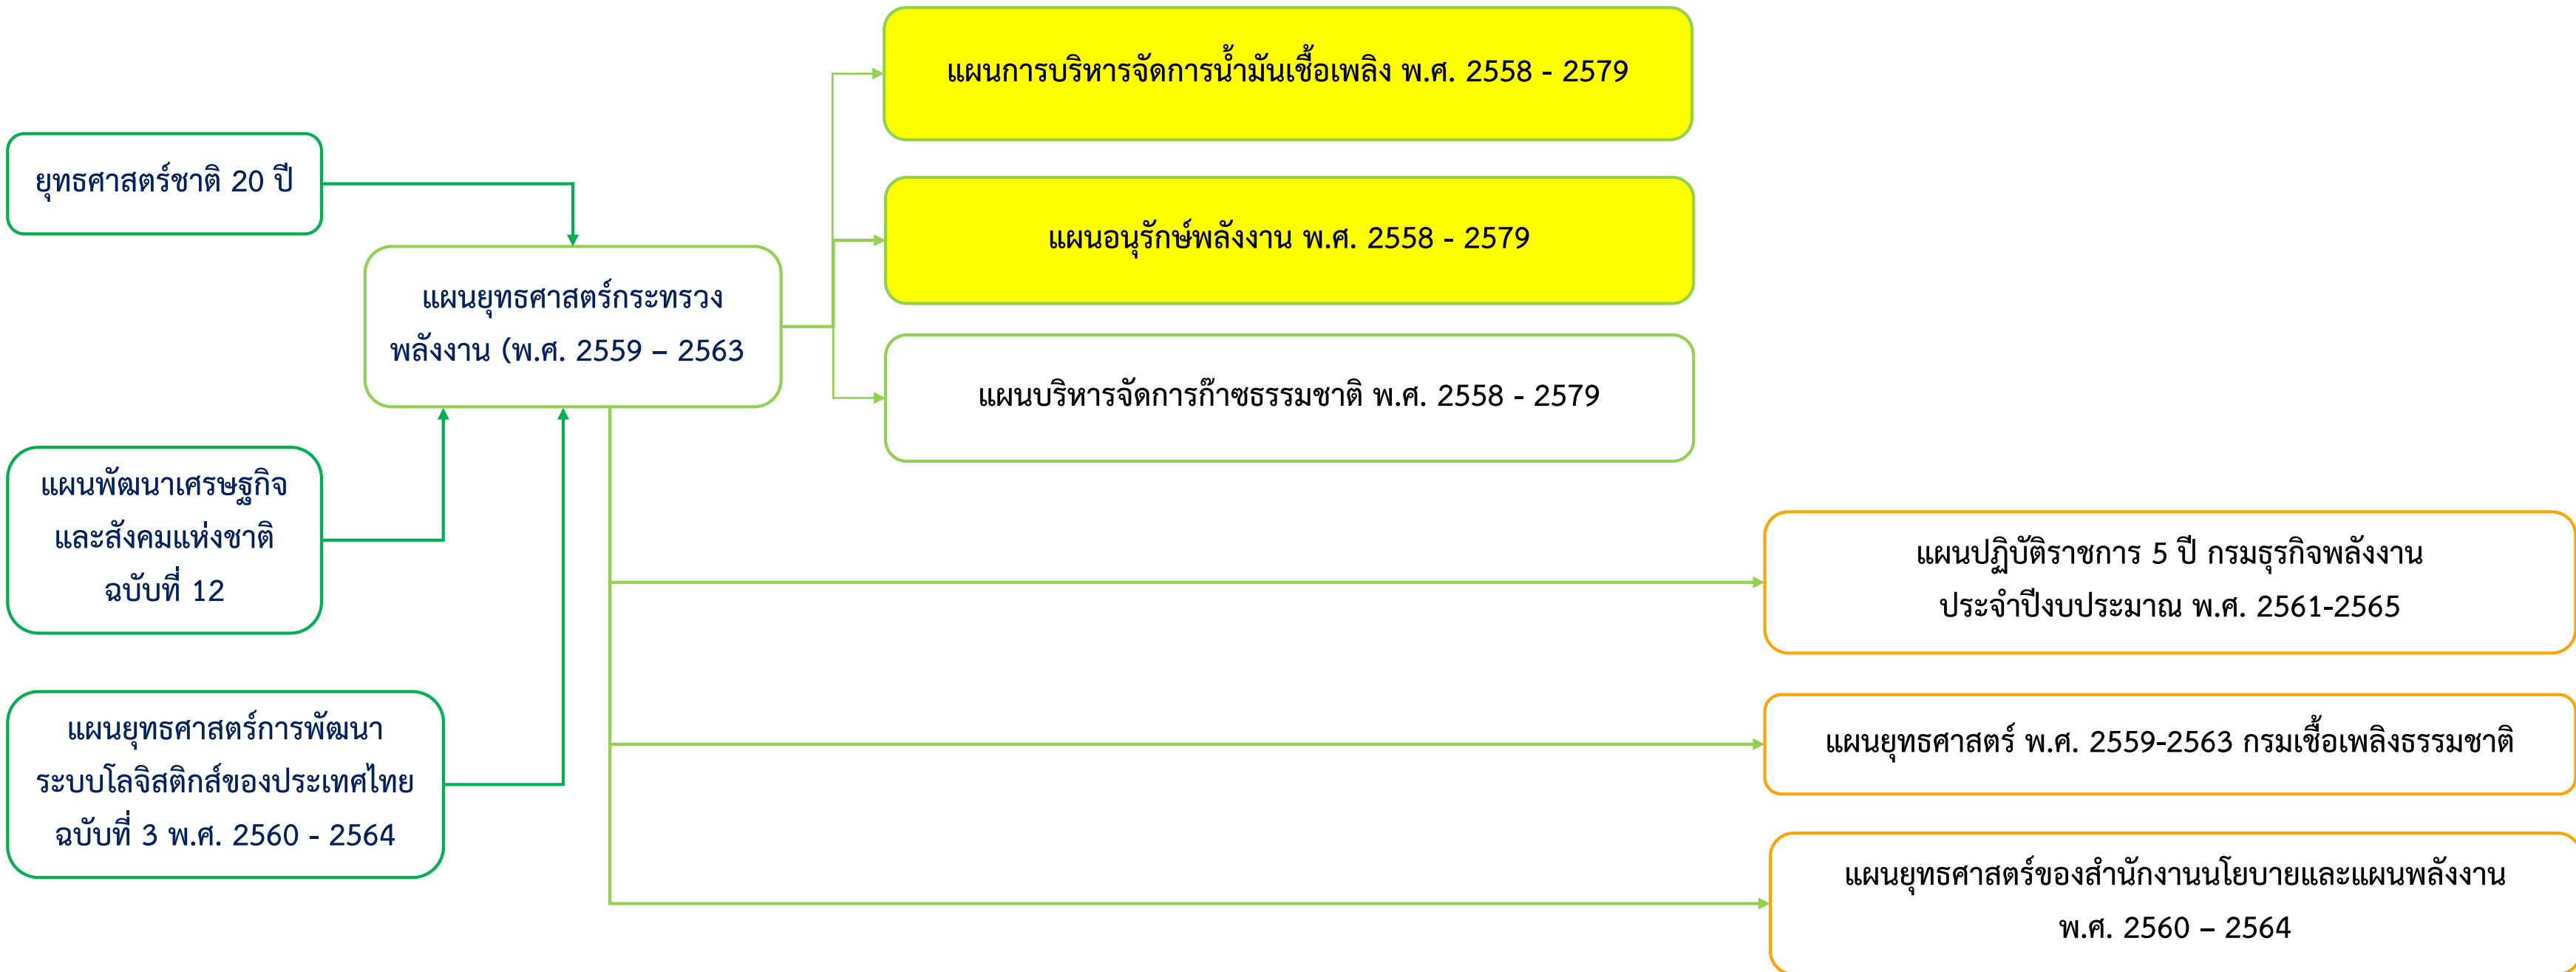 แผนการบริหารจัดการน้ำมันเชื้อเพลิง พ.ศ. 2558 - 2579
ยุทธศาสตร์ชาติ 20 ปี
แผนอนุรักษ์พลังงาน พ.ศ. 2558 - 2579
แผนยุทธศาสตร์กระทรวง
พลังงาน (พ.ศ. 2559 – 2563
แผนบริหารจัดการก๊าซธรรมชาติ พ.ศ. 2558 - 2579
แผนพัฒนาเศรษฐกิจ
และสังคมแห่งชาติ
ฉบับที่ 12
แผนปฏิบัติราชการ 5 ปี กรมธุรกิจพลังงาน
ประจำปีงบประมาณ พ.ศ. 2561-2565
แผนยุทธศาสตร์การพัฒนา
ระบบโลจิสติกส์ของประเทศไทย
ฉบับที่ 3 พ.ศ. 2560 - 2564
แผนยุทธศาสตร์ พ.ศ. 2559-2563 กรมเชื้อเพลิงธรรมชาติ
แผนยุทธศาสตร์ของสำนักงานนโยบายและแผนพลังงาน
พ.ศ. 2560 – 2564